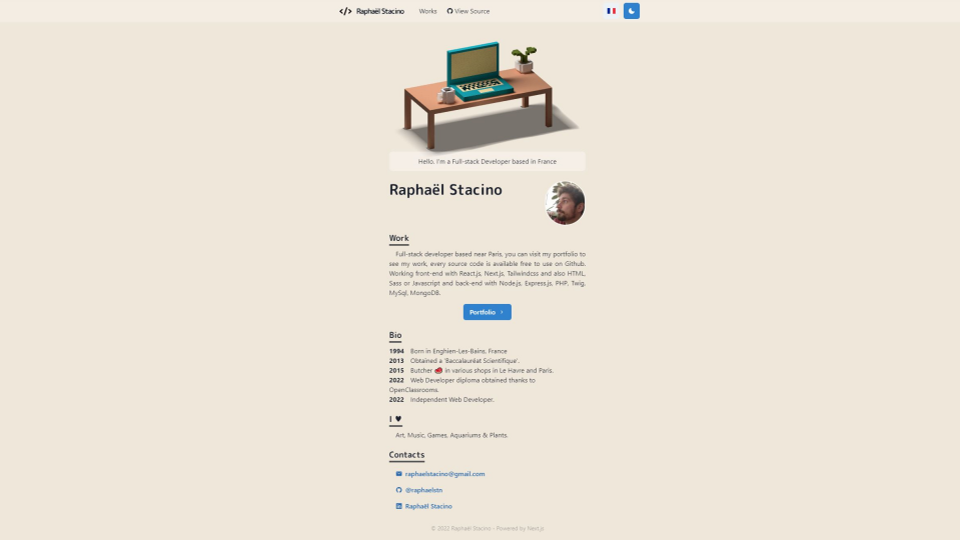 </> Raphaël Stacino Works View Source
Hello, I'm a Full-stack Developer based in France
Raphaël Stacino
Work
Full-stack developer based near Paris, you can visit my portfolio to
see my work, every source code is available free to use on Github.
Working front-end with React.js, Next.js, Tailwindcss and also HTML,
Sass or Javascript and back-end with Node.js, Express.js, PHP, Twig,
MySql, MongoDB.
Portfolio ›
Bio
1994 Born in Enghien-Les-Bains, France
2013 Obtained a 'Baccalauréat Scientifique'.
2015 Butcher 🥩 in various shops in Le Havre and Paris.
2022 Web Developer diploma obtained thanks to
OpenClassrooms.
2022 Independent Web Developer.
I ♥
Art, Music, Games, Aquariums & Plants.
Contacts
raphaelstacino@gmail.com
@raphaelstn
Raphaël Stacino
© 2022 Raphaël Stacino - Powered by Next.js